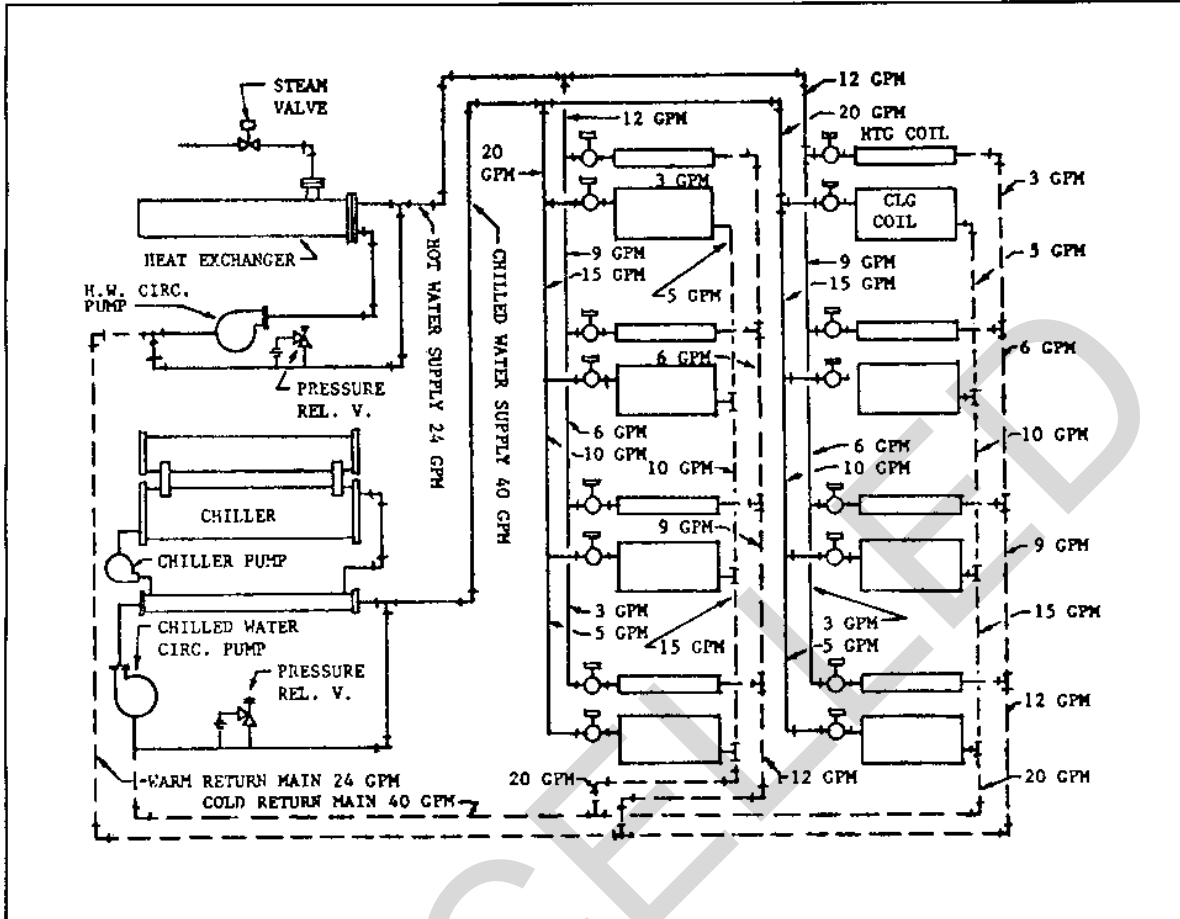 STEAM
VALVE
HEAT EXCHANGER
H.W. CIRC.
PUMP
PRESSURE
REL. V.
HOT WATER SUPPLY 24 GPM
CHILLED WATER SUPPLY 40 GPM
CHILLER
CHILLER PUMP
CHILLED WATER
CIRC. PUMP
PRESSURE
REL. V.
WARM RETURN MAIN 24 GPM
COLD RETURN MAIN 40 GPM
12 GPM
20
GPM
3 GPM
9 GPM
15 GPM
5 GPM
6 GPM
6 GPM
10 GPM
10 GPM
9 GPM
3 GPM
5 GPM
15 GPM
20 GPM
12 GPM
12 GPM
20 GPM
HTG COIL
CLG
COIL
3 GPM
5 GPM
9 GPM
15 GPM
6 GPM
6 GPM
10 GPM
10 GPM
9 GPM
3 GPM
5 GPM
15 GPM
12 GPM
20 GPM
CELLED